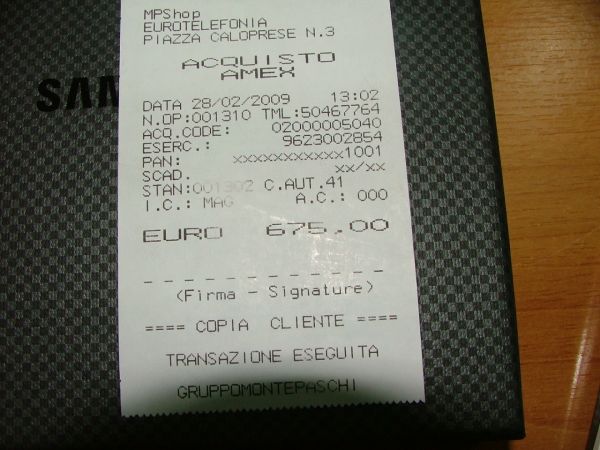 MPShop
EUROTELEFONIA
PIAZZA CALOPRESE N.3
ACQUISTO
AMEX
DATA 28/02/2009 13:02
N.OP:001310 TML:50467764
ACQ.CODE: 02000005040
ESERC.: 9623002854
PAN: xxxxxxxxxxx1001
SCAD. xx/xx
STAN:001302 C.AUT.41
I.C.: MAG A.C.: 000
EURO 675.00
(Firma - Signature)
==== COPIA CLIENTE ====
TRANSAZIONE ESEGUITA
GRUPPOMONTEPASCHI
SAM